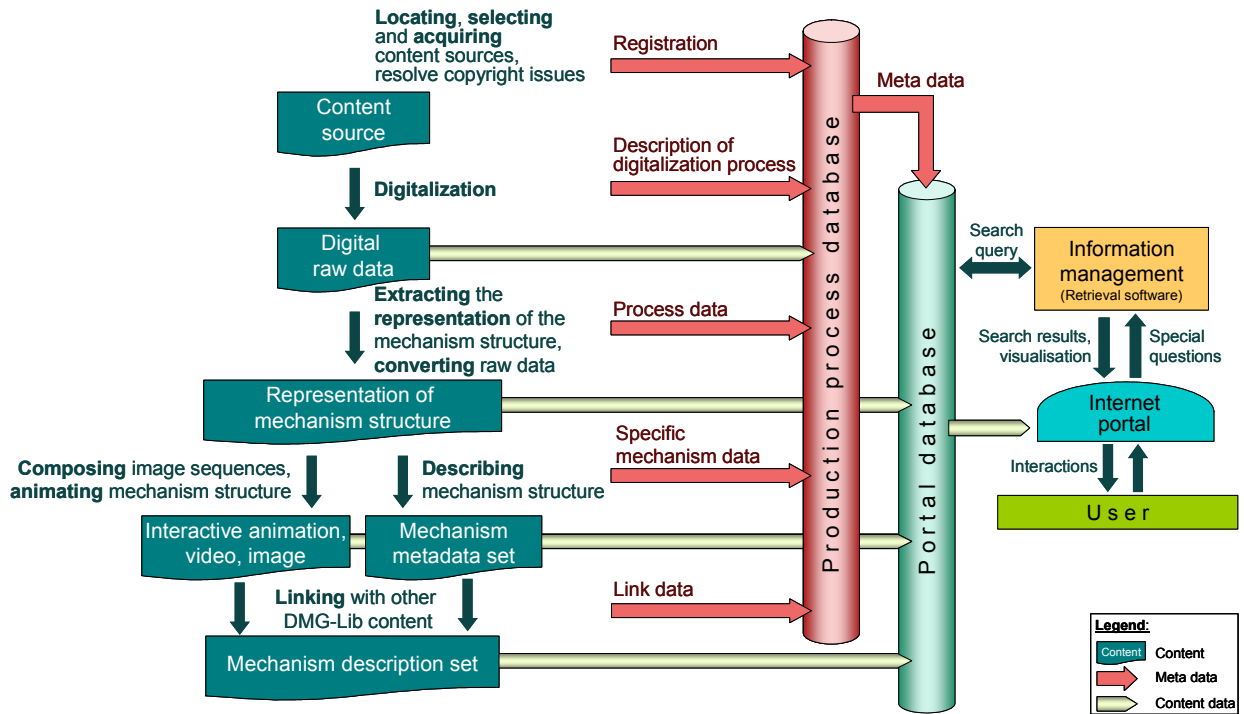 Locating, selecting
and acquiring
content sources,
resolve copyright issues
Registration
Meta data
Content
source
Description of
digitalization process
Digitalization
Digital
raw data
Search
query
Information
management
(Retrieval software)
Extracting the
representation of the
mechanism structure,
converting raw data
Process data
Search results,
visualisation
Special
questions
Representation of
mechanism structure
Internet
portal
Specific
mechanism data
Composing image sequences,
animating mechanism structure
Describing
mechanism structure
Interactions
User
Interactive animation,
video, image
Mechanism
metadata set
Linking with other
DMG-Lib content
Link data
Mechanism description set
Production process database
Portal database
Legend:
Content Content
Meta data
Content data